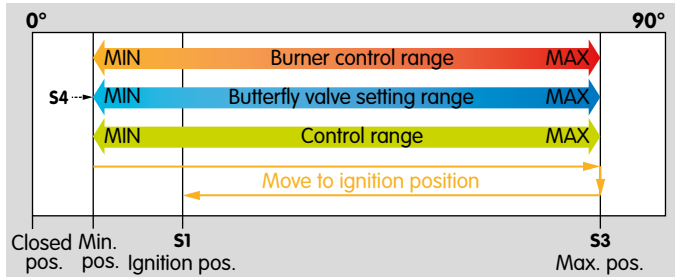 0° 90°
MIN Burner control range MAX
S4 MIN Butterfly valve setting range MAX
MIN Control range MAX
Move to ignition position
Closed pos.
Min. pos.
S1
Ignition pos.
S3
Max. pos.